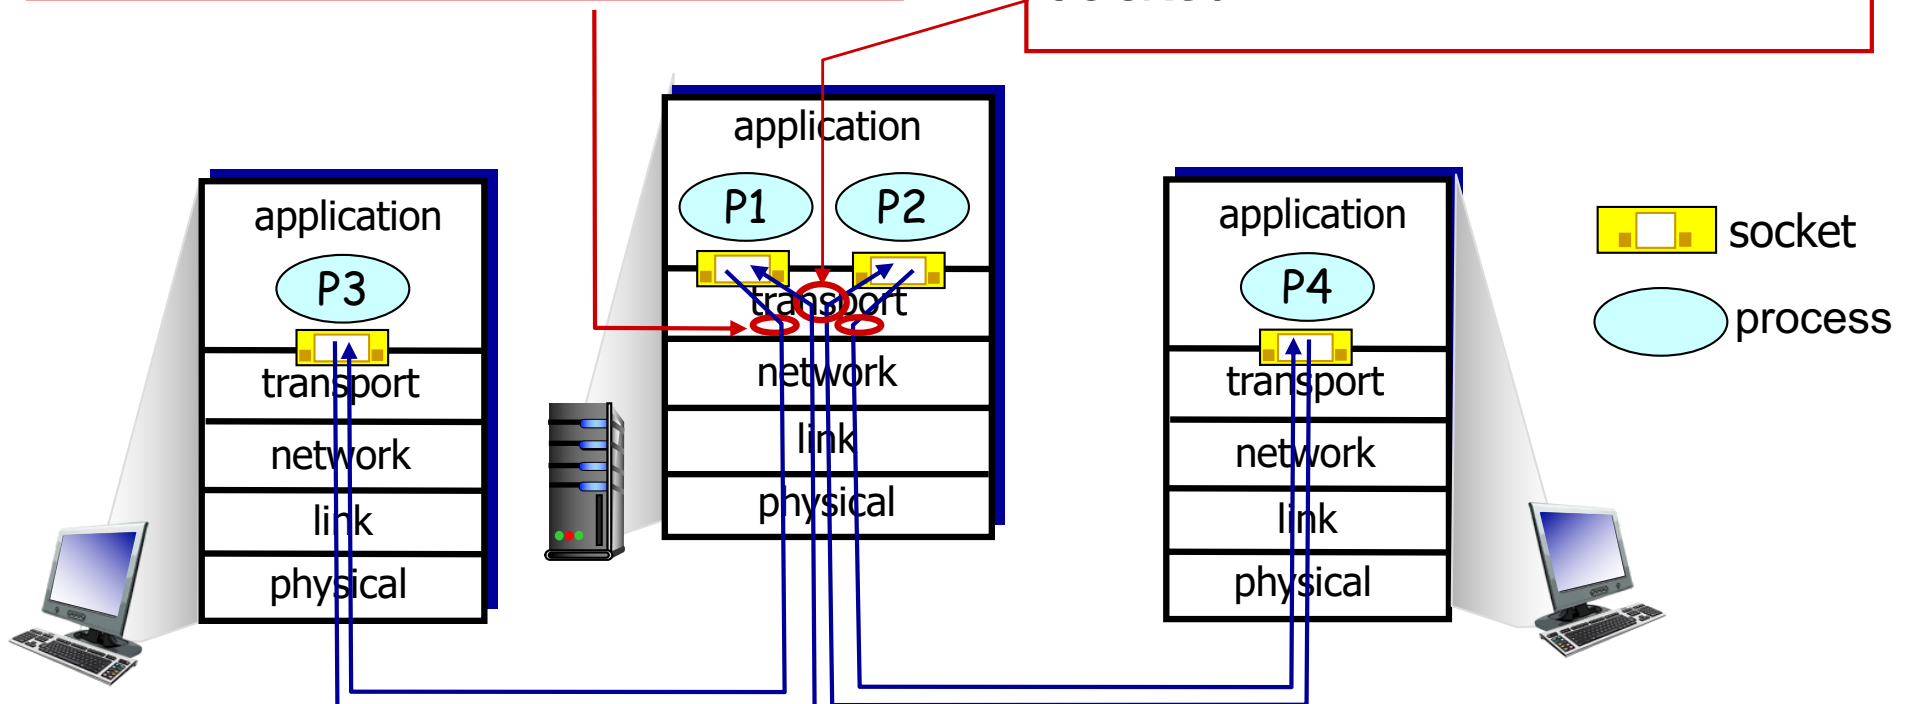 application
P3
transport
network
link
physical
application
P1 P2
transport
network
link
physical
application
P4
transport
network
link
physical
socket
process